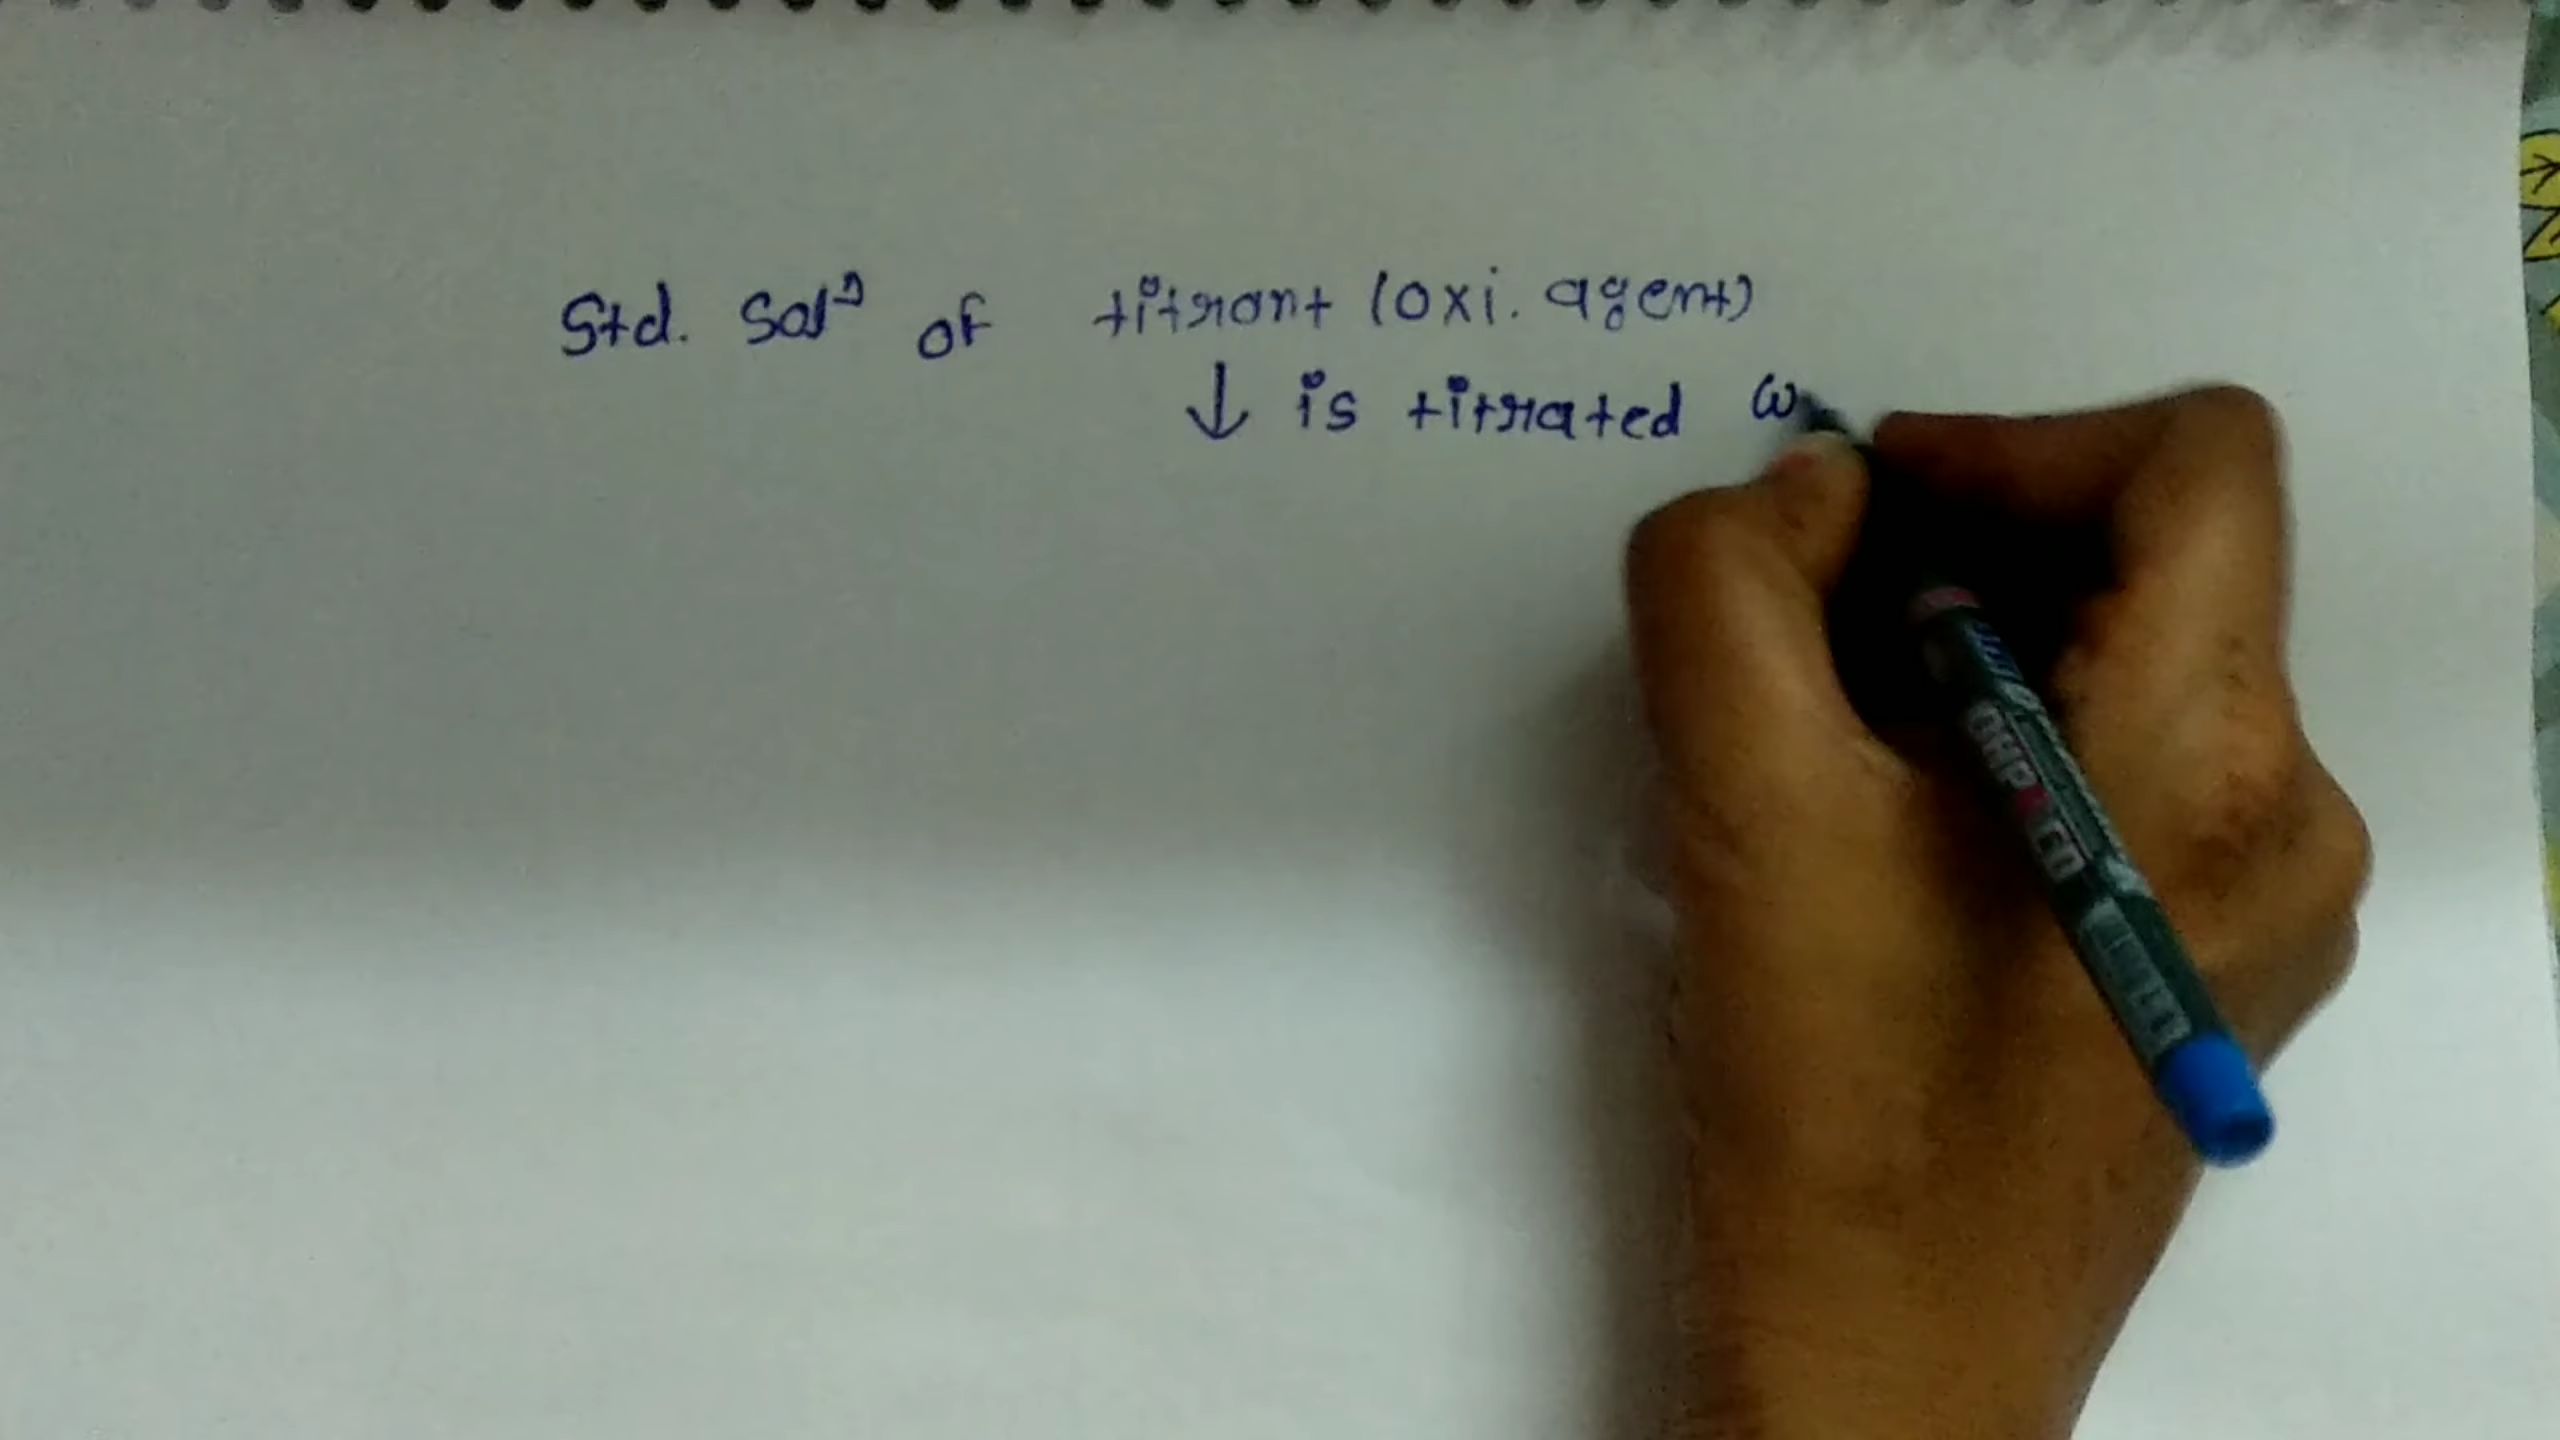 Std. Solⁿ of titrant (oxi. agent)
↓ is titrated w